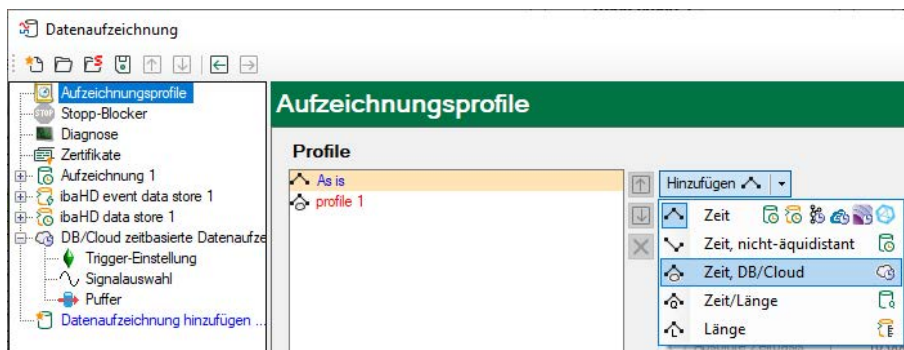 Datenaufzeichnung
Aufzeichnungsprofile
STOP Stopp-Blocker
Diagnose
Zertifikate
Aufzeichnung 1
ibaHD event data store 1
ibaHD data store 1
DB/Cloud zeitbasierte Datenaufze
Trigger-Einstellung
Signalauswahl
Puffer
Datenaufzeichnung hinzufügen ...
Aufzeichnungsprofile
Profile
As is
profile 1
Hinzufügen
Zeit
Zeit, nicht-äquidistant
Zeit, DB/Cloud
Zeit/Länge
Länge